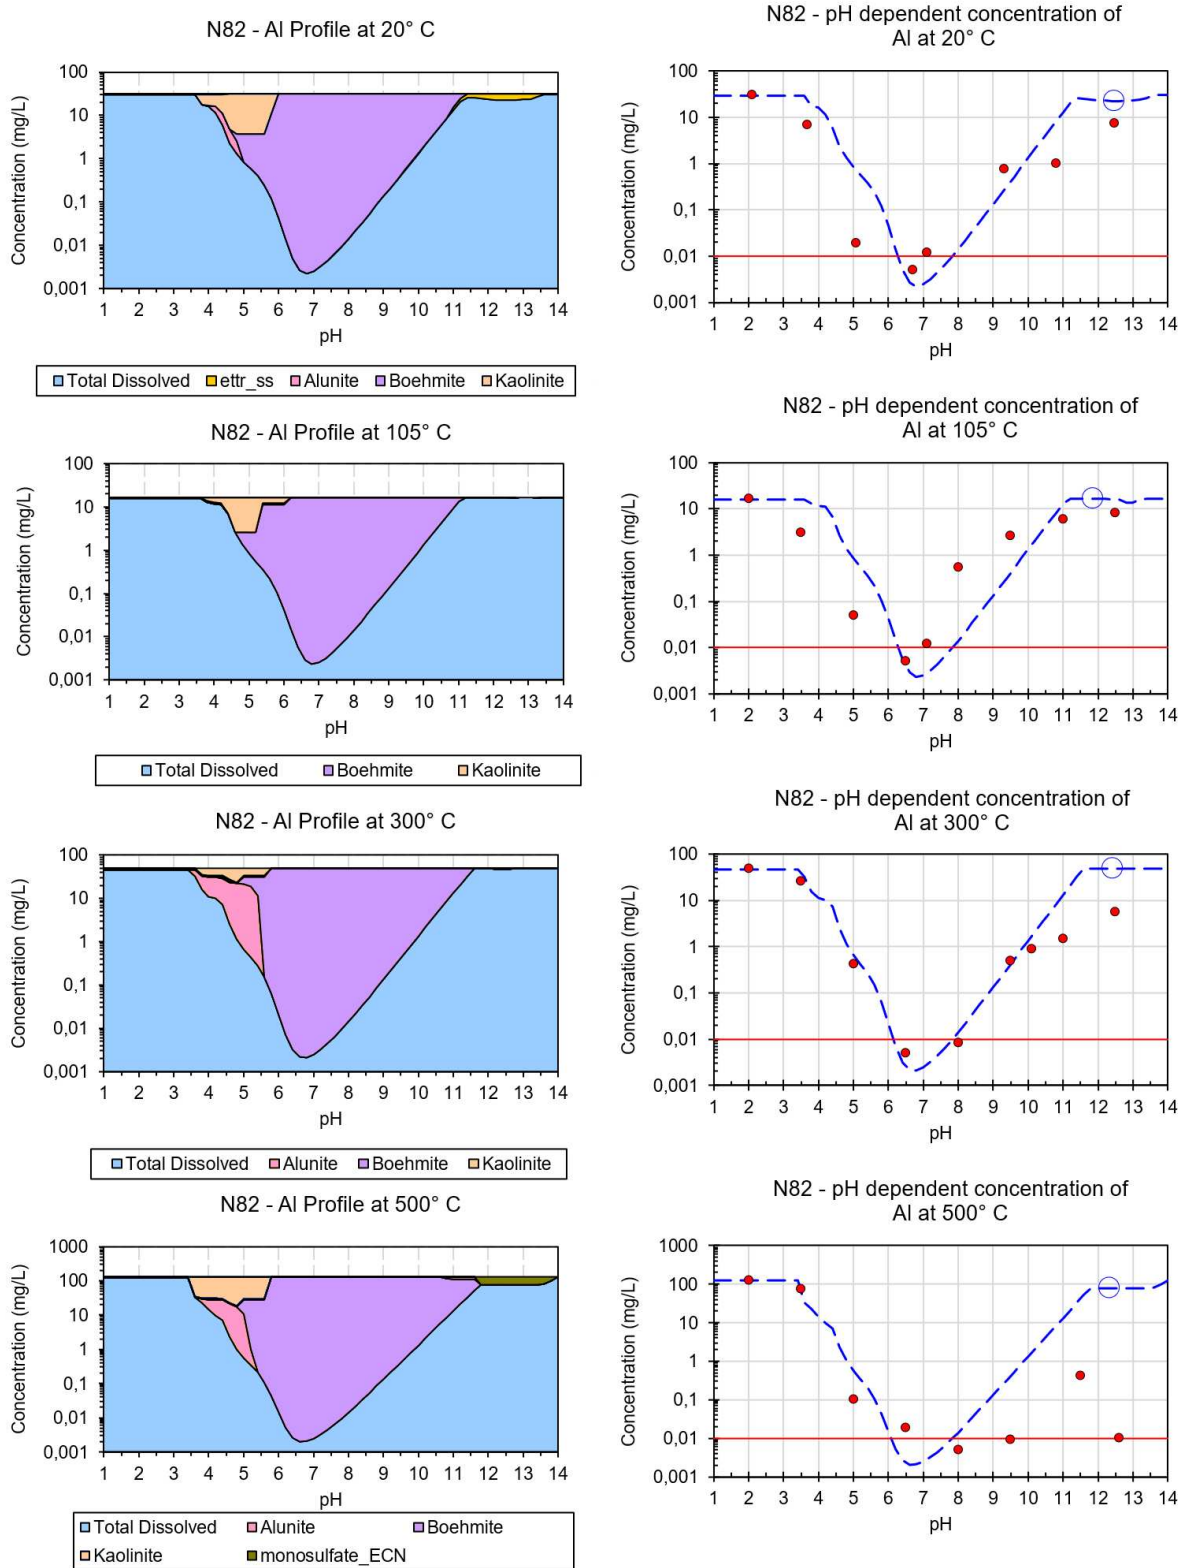 N82 - Al Profile at 20° C
Concentration (mg/L)
100
10
1
0,1
0,01
0,001
1 2 3 4 5 6 7 8 9 10 11 12 13 14
pH
Total Dissolved ettr_ss Alunite Boehmite Kaolinite
N82 - pH dependent concentration of
Al at 20° C
Concentration (mg/L)
100
10
1
0,1
0,01
0,001
1 2 3 4 5 6 7 8 9 10 11 12 13 14
pH
N82 - Al Profile at 105° C
Concentration (mg/L)
100
10
1
0,1
0,01
0,001
1 2 3 4 5 6 7 8 9 10 11 12 13 14
pH
Total Dissolved Boehmite Kaolinite
N82 - pH dependent concentration of
Al at 105° C
Concentration (mg/L)
100
10
1
0,1
0,01
0,001
1 2 3 4 5 6 7 8 9 10 11 12 13 14
pH
N82 - Al Profile at 300° C
Concentration (mg/L)
100
10
1
0,1
0,01
0,001
1 2 3 4 5 6 7 8 9 10 11 12 13 14
pH
Total Dissolved Alunite Boehmite Kaolinite
N82 - pH dependent concentration of
Al at 300° C
Concentration (mg/L)
100
10
1
0,1
0,01
0,001
1 2 3 4 5 6 7 8 9 10 11 12 13 14
pH
N82 - Al Profile at 500° C
Concentration (mg/L)
1000
100
10
1
0,1
0,01
0,001
1 2 3 4 5 6 7 8 9 10 11 12 13 14
pH
Total Dissolved Alunite Boehmite
Kaolinite monosulfate_ECN
N82 - pH dependent concentration of
Al at 500° C
Concentration (mg/L)
1000
100
10
1
0,1
0,01
0,001
1 2 3 4 5 6 7 8 9 10 11 12 13 14
pH